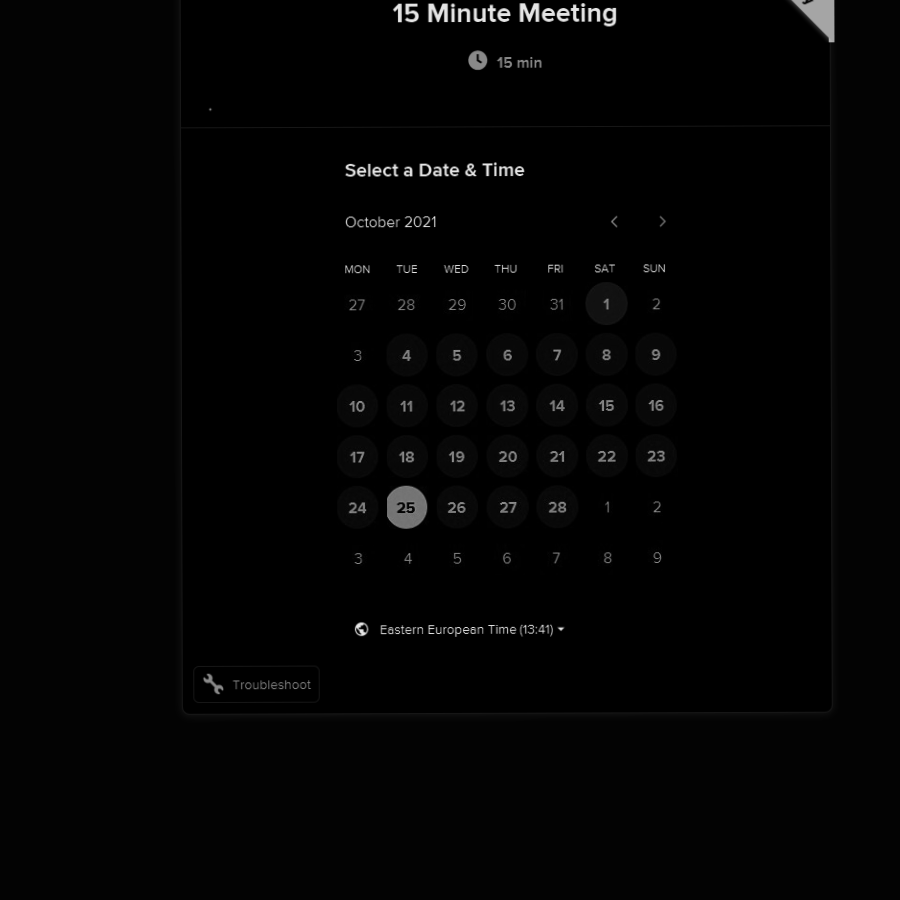 15 Minute Meeting
15 min
Select a Date & Time
October 2021
MON TUE WED THU FRI SAT SUN
27 28 29 30 31 1 2
3 4 5 6 7 8 9
10 11 12 13 14 15 16
17 18 19 20 21 22 23
24 25 26 27 28 1 2
3 4 5 6 7 8 9
Eastern European Time (13:41)
Troubleshoot